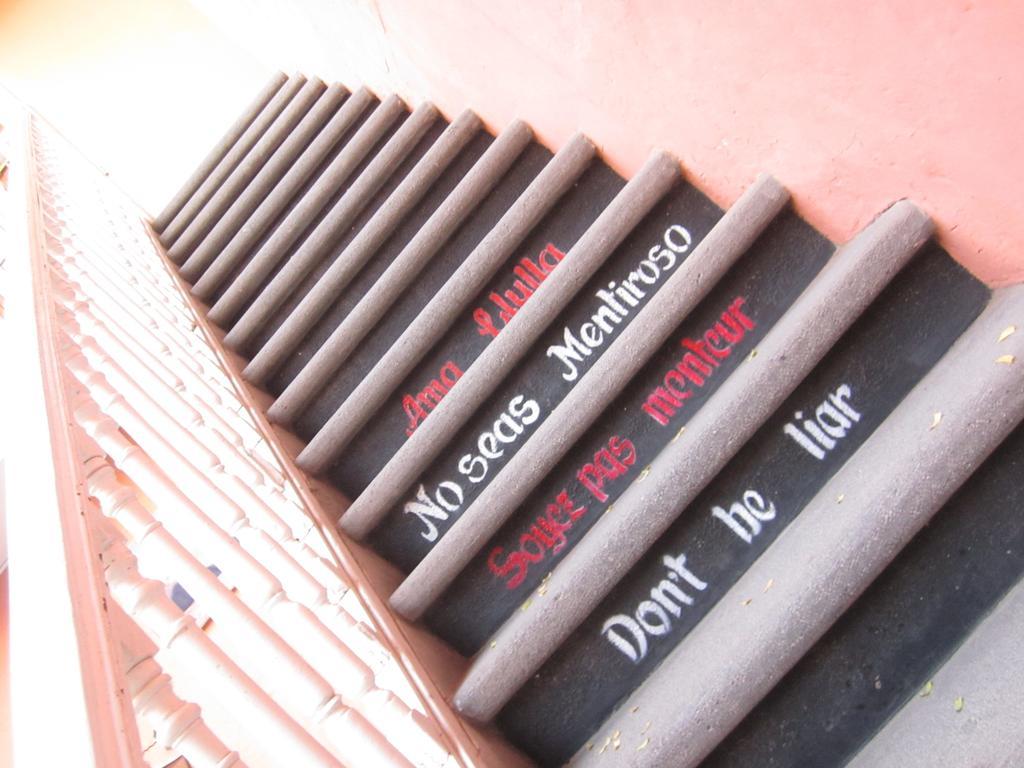 Ama Llulla
No seas Mentiroso
Soyez pas menteur
Don't be liar